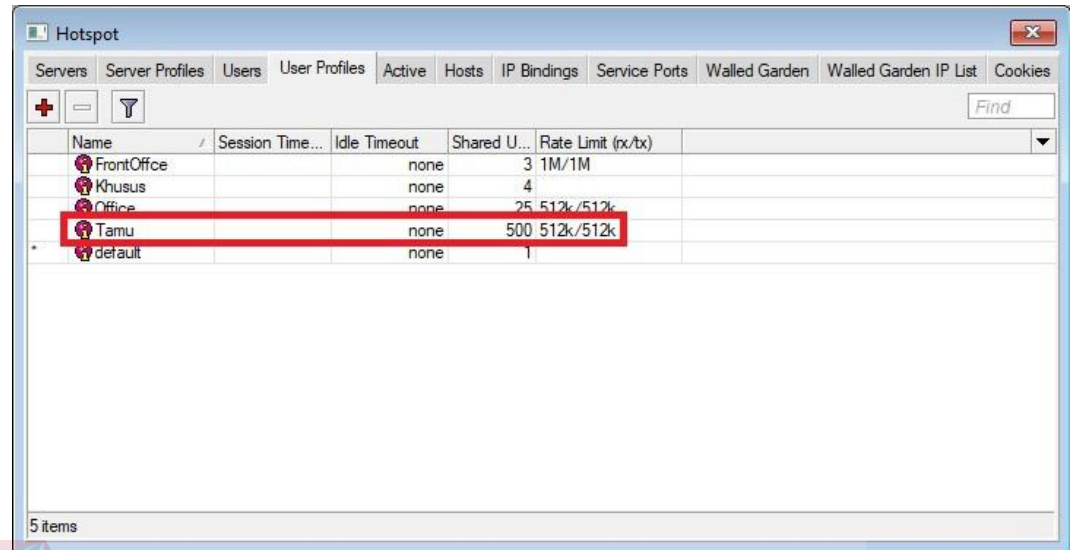 Hotspot
Servers Server Profiles Users User Profiles Active Hosts IP Bindings Service Ports Walled Garden Walled Garden IP List Cookies
Find
Name Session Time... Idle Timeout Shared U... Rate Limit (rx/tx)
FrontOffce none 3 1M/1M
Khusus none 4
Office none 25 512k/512k
Tamu none 500 512k/512k
* default none 1
5 items